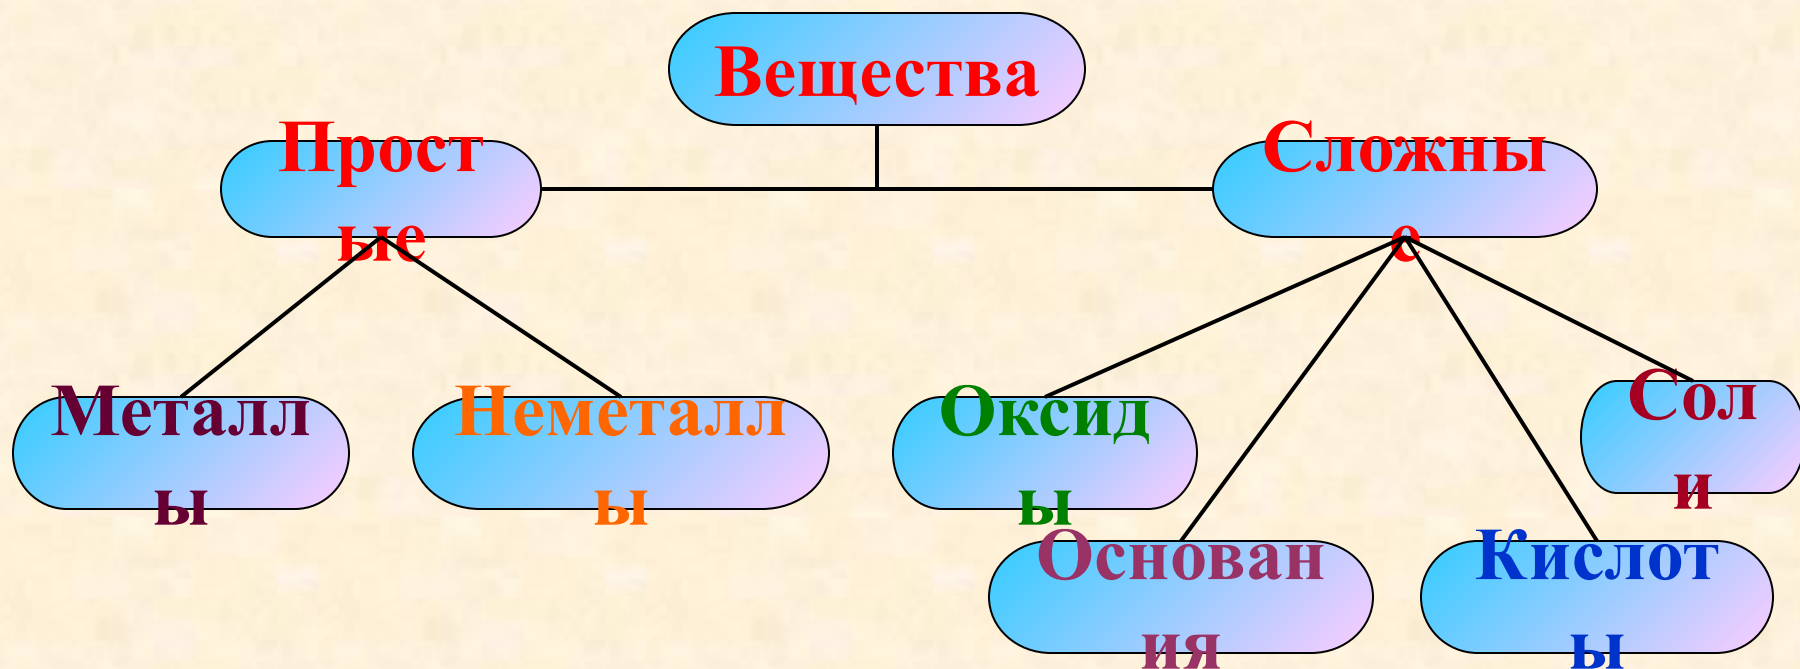 Вещества
Прост
ые
Сложны
е
Металл
ы
Неметалл
ы
Оксид
ы
Сол
и
Основан
ия
Кислот
ы